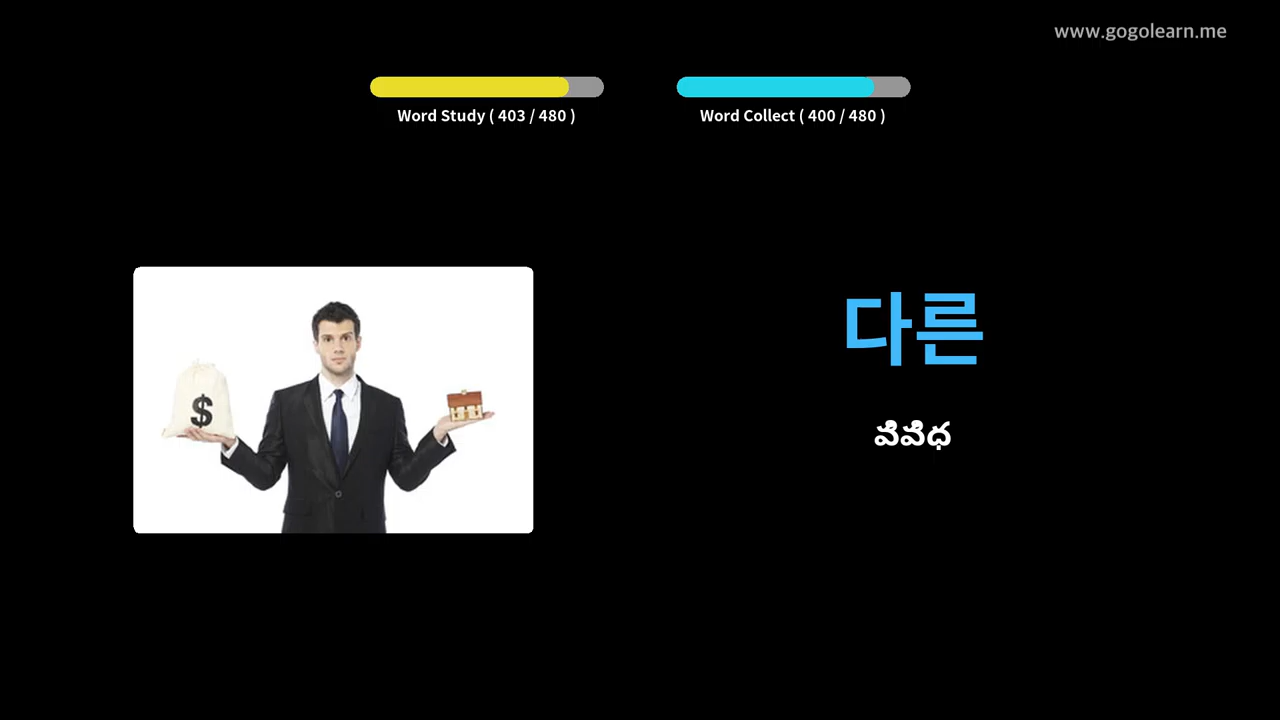 www.gogolearn.me
Word Study ( 403 / 480 )
Word Collect ( 400 / 480 )
다른
వివిధ
$